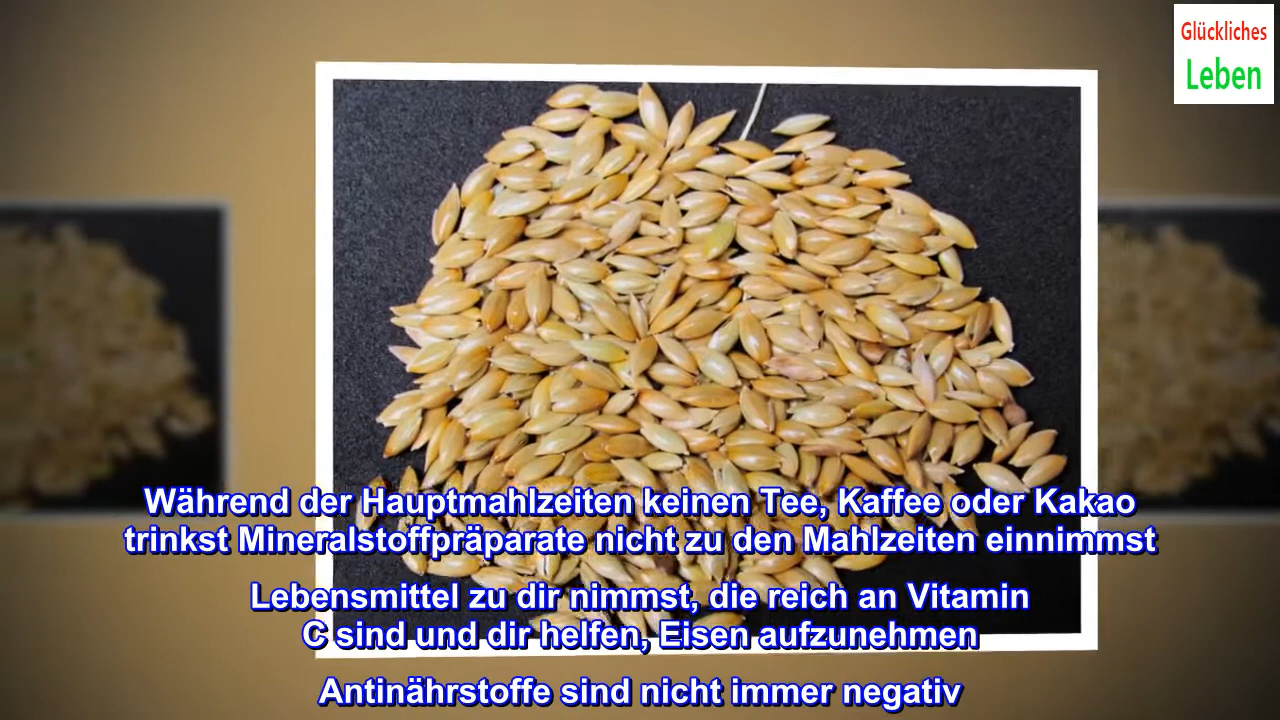 Glückliches
Leben
Während der Hauptmahlzeiten keinen Tee, Kaffee oder Kakao
trinkst Mineralstoffpräparate nicht zu den Mahlzeiten einnimmst
Lebensmittel zu dir nimmst, die reich an Vitamin
C sind und dir helfen, Eisen aufzunehmen
Antinährstoffe sind nicht immer negativ